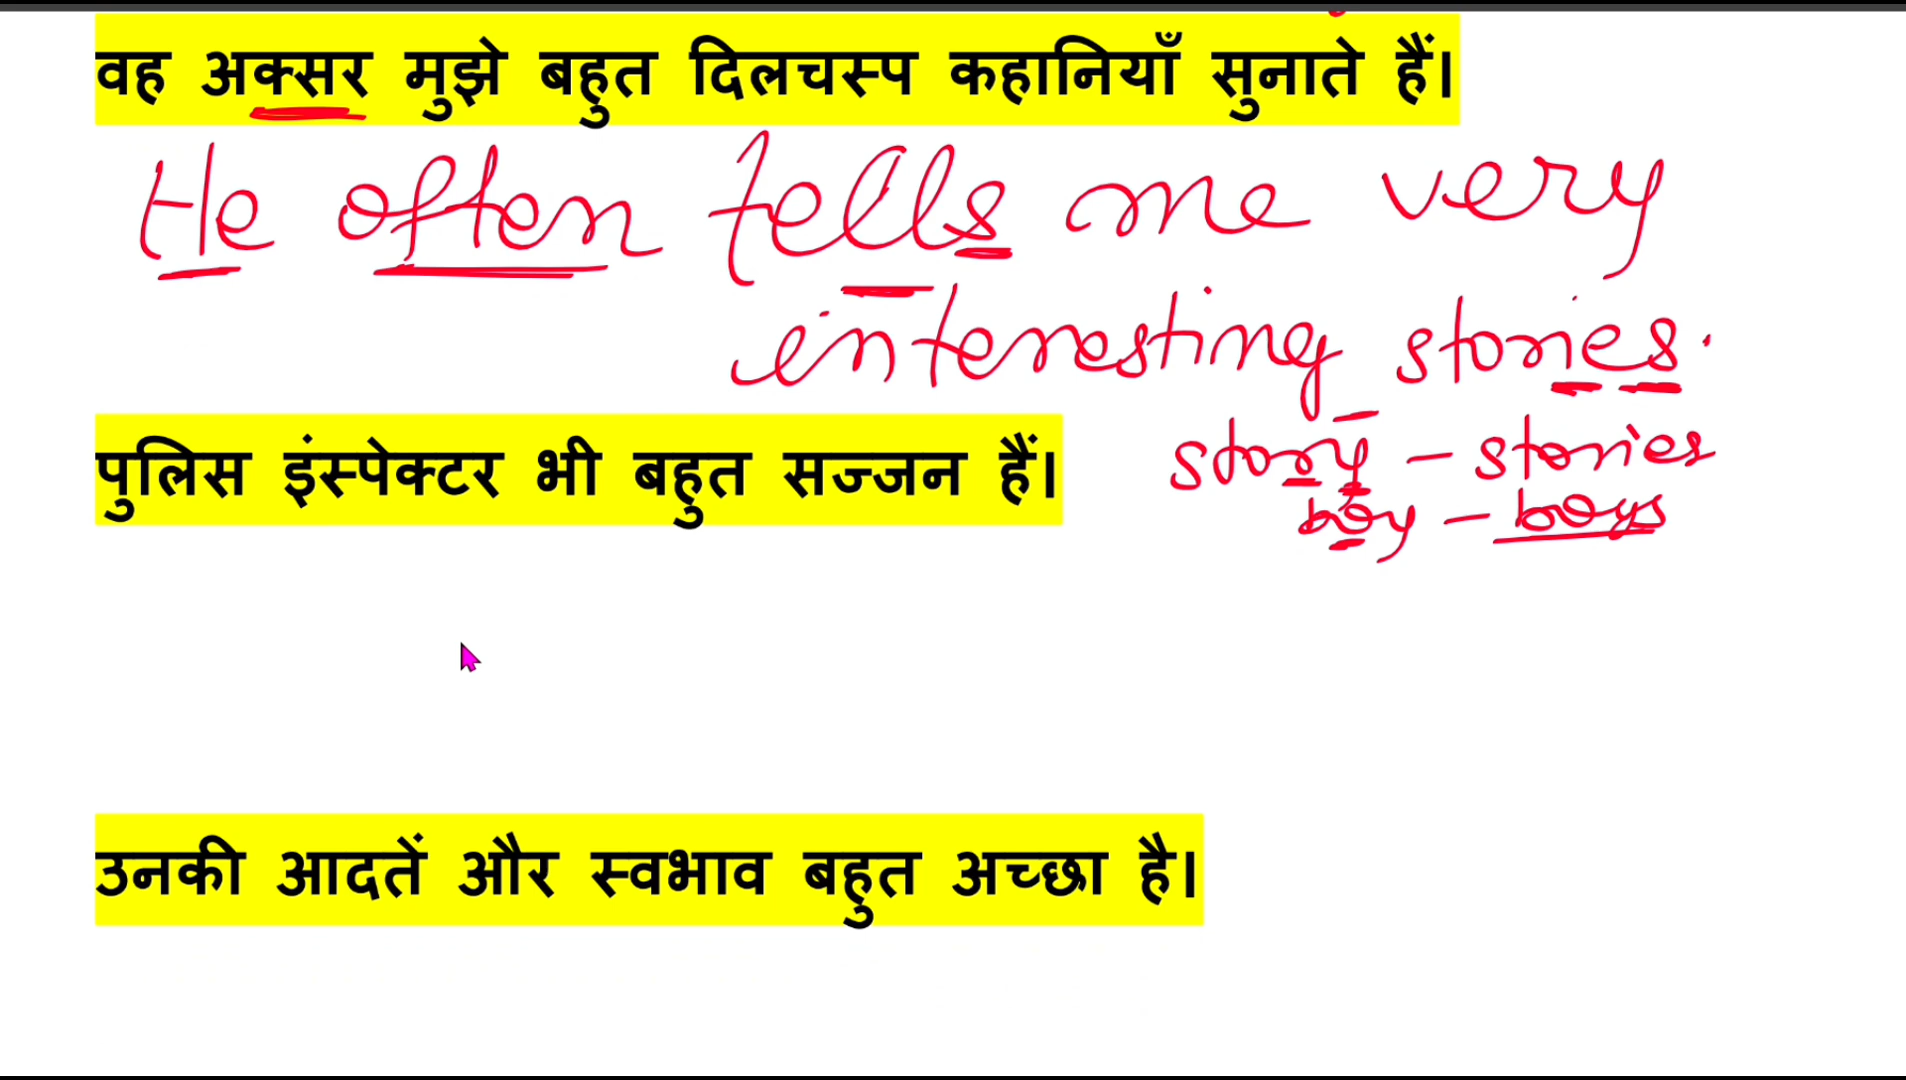 वह अक्सर मुझे बहुत दिलचस्प कहानियाँ सुनाते हैं।
He often tells me very
interesting stories.
पुलिस इंस्पेक्टर भी बहुत सज्जन हैं।
story - stories
boy - boys
उनकी आदतें और स्वभाव बहुत अच्छा है।